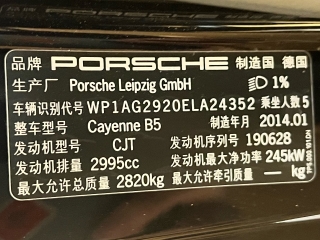 品牌 PORSCHE 制造国 德国
生产厂 Porsche Leipzig GmbH 1%
车辆识别代号 WP1AG2920ELA24352 乘坐人数 5
整车型号 Cayenne B5 制造年月 2014.01
发动机型号 CJT 发动机序列号 190628
发动机排量 2995cc 发动机最大净功率 245kW
最大允许总质量 2820kg 最大允许牵引质量 — kg